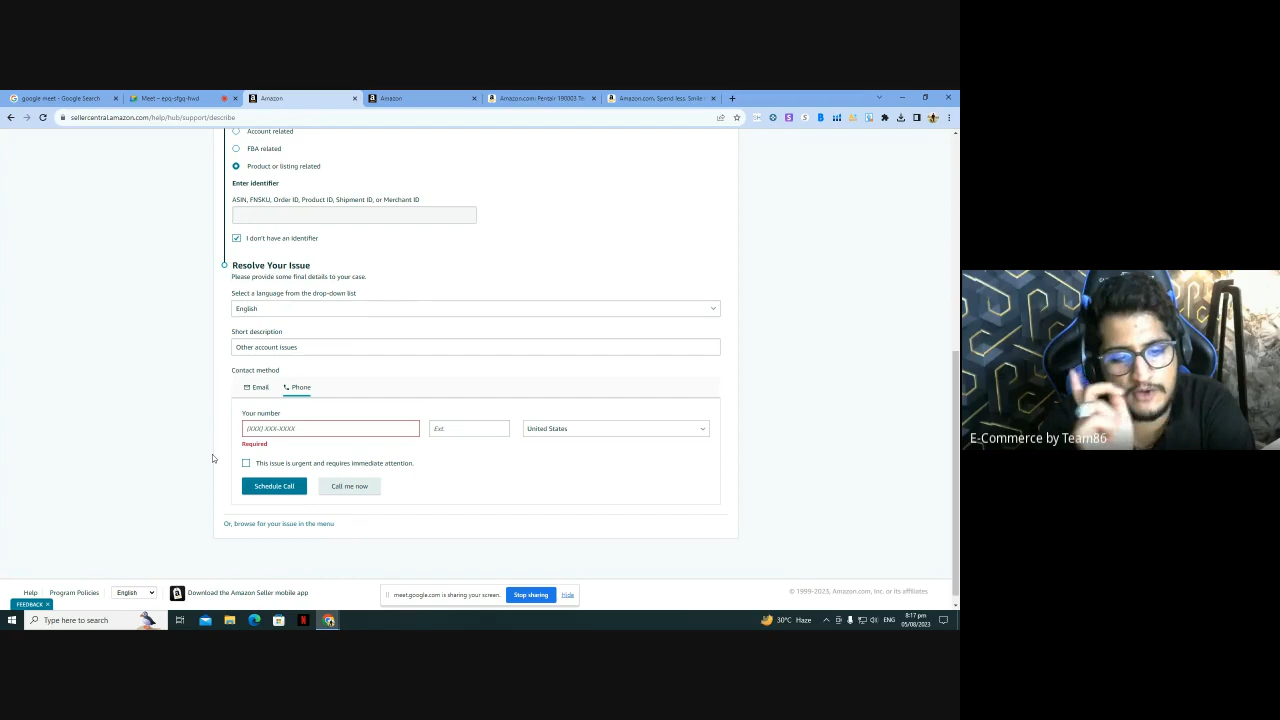 google meet - Google Search
Meet – epq-sfgq-hwd
Amazon
Amazon
Amazon.com: Pentair 190003 Te
Amazon.com. Spend less. Smile
sellercentral.amazon.com/help/hub/support/describe
Account related
FBA related
Product or listing related
Enter identifier
ASIN, FNSKU, Order ID, Product ID, Shipment ID, or Merchant ID
I don't have an identifier
Resolve Your Issue
Please provide some final details to your case.
Select a language from the drop-down list
English
Short description
Other account issues
Contact method
Email
Phone
Your number
(XXX) XXX-XXXX
Ext.
United States
Required
This issue is urgent and requires immediate attention.
Schedule Call
Call me now
Or, browse for your issue in the menu
E-Commerce by Team86
Help
Program Policies
English
Download the Amazon Seller mobile app
meet.google.com is sharing your screen.
Stop sharing
Hide
© 1999-2023, Amazon.com, Inc. or its affiliates
FEEDBACK ×
Type here to search
30°C Haze
ENG
8:17 pm
05/08/2023